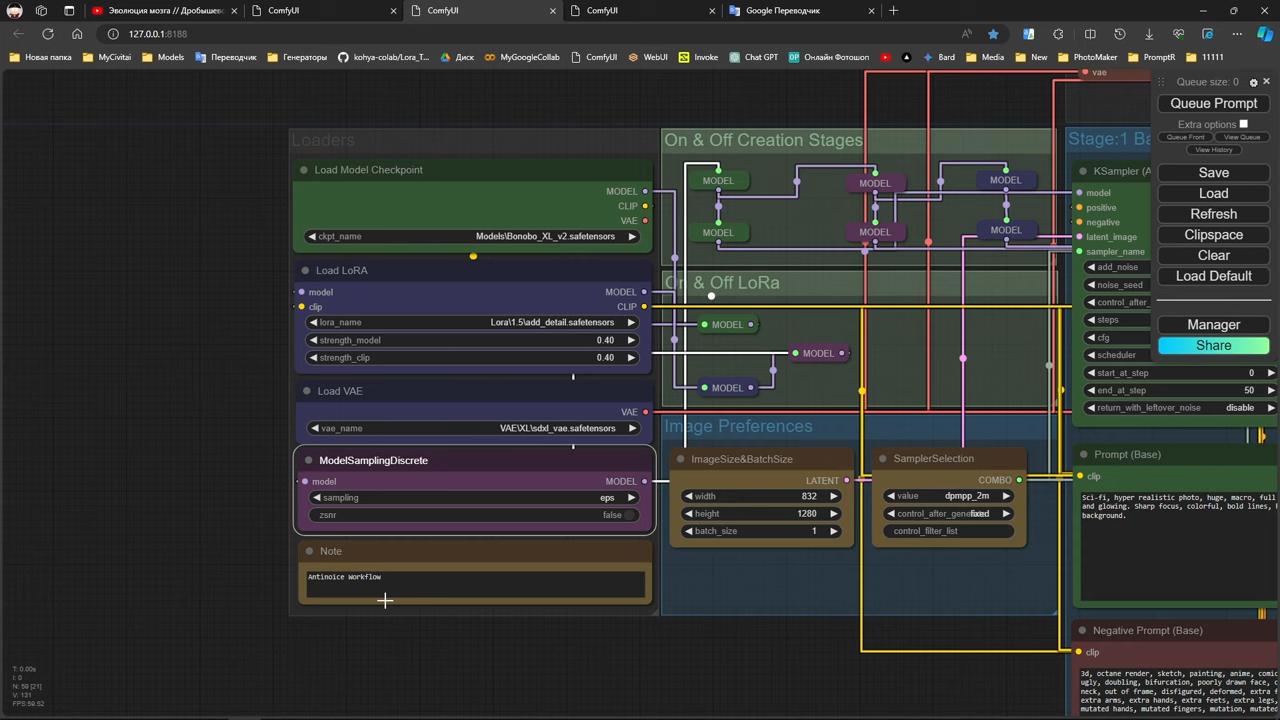 Эволюция мозга // Дробышев
ComfyUI
ComfyUI
ComfyUI
Google Переводчик
127.0.0.1:8188
Новая папка
MyCivitai
Models
Переводчик
Генераторы
kohya-colab/Lora_T...
Диск
MyGoogleCollab
ComfyUI
WebUI
Invoke
Chat GPT
Онлайн Фотошоп
Bard
Media
New
PhotoMaker
PromptR
11111
vae
Queue size: 0
Queue Prompt
Extra options
Queue Front
View Queue
View History
Save
Load
Refresh
Clipspace
Clear
Load Default
Manager
Share
Loaders
Load Model Checkpoint
MODEL
CLIP
VAE
ckpt_name
Models\Bonobo_XL_v2.safetensors
Load LoRA
model
MODEL
clip
CLIP
lora_name
Lora\1.5\add_detail.safetensors
strength_model
0.40
strength_clip
0.40
Load VAE
VAE
vae_name
VAE\XL\sdxl_vae.safetensors
ModelSamplingDiscrete
model
MODEL
sampling
eps
zsnr
false
Note
Antinoice Workflow
On & Off Creation Stages
MODEL
MODEL
MODEL
MODEL
MODEL
MODEL
On & Off LoRa
MODEL
MODEL
MODEL
Image Preferences
ImageSize&BatchSize
LATENT
width
832
height
1280
batch_size
1
SamplerSelection
COMBO
value
dpmpp_2m
control_after_generated
fixed
control_filter_list
Stage:1 Ba
KSampler (A
model
positive
negative
latent_image
sampler_name
add_noise
noise_seed
control_after_
steps
cfg
scheduler
start_at_step
0
end_at_step
50
return_with_leftover_noise
disable
Prompt (Base)
clip
Sci-fi, hyper realistic photo, huge, macro, full
and glowing. Sharp focus, colorful, bold lines,
background.
Negative Prompt (Base)
clip
3d, octane render, sketch, painting, anime, comic
ugly, doubling, bifurcation, poorly drawn face,
neck, out of frame, disfigured, deformed, extra
extra arms, extra hands, extra feets, extra legs,
mutated hands, mutated fingers, mutation, mutated
T: 0.00s
I: 0
N: 59 [21]
V: 131
FPS:59.52